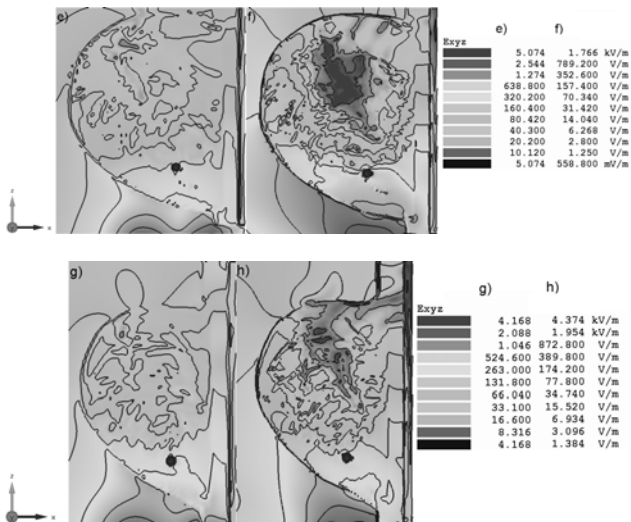 e) f) e) f)
Exyz
5.074 1.766 kV/m
2.544 789.200 V/m
1.274 352.600 V/m
638.800 157.400 V/m
320.200 70.340 V/m
160.400 31.420 V/m
80.420 14.040 V/m
40.300 6.268 V/m
20.200 2.800 V/m
10.120 1.250 V/m
5.074 558.800 mV/m
z
x
g) h) g) h)
Exyz
4.168 4.374 kV/m
2.088 1.954 kV/m
1.046 872.800 V/m
524.600 389.800 V/m
263.000 174.200 V/m
131.800 77.800 V/m
66.040 34.740 V/m
33.100 15.520 V/m
16.600 6.934 V/m
8.316 3.096 V/m
4.168 1.384 V/m
z
x